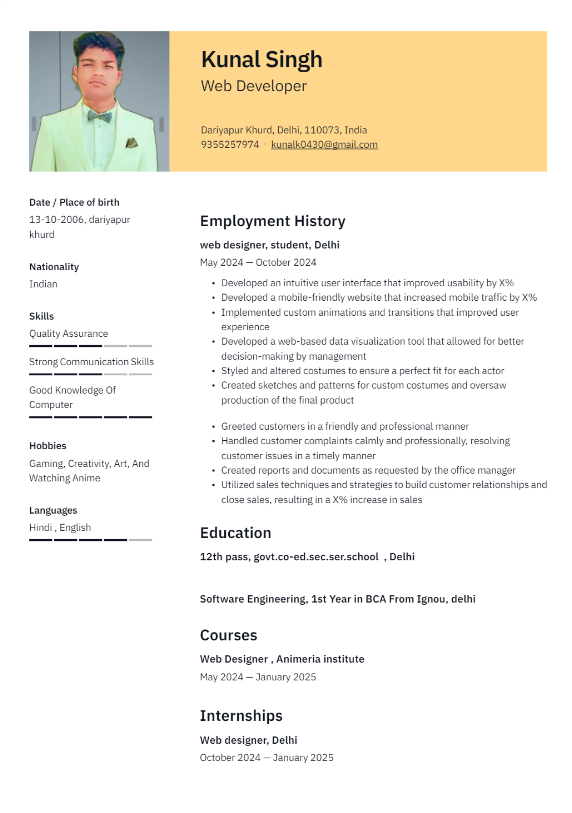 Kunal Singh
Web Developer
Dariyapur Khurd, Delhi, 110073, India
9355257974 · kunalk0430@gmail.com
Date / Place of birth
13-10-2006, dariyapur
khurd
Nationality
Indian
Skills
Quality Assurance
Strong Communication Skills
Good Knowledge Of
Computer
Hobbies
Gaming, Creativity, Art, And
Watching Anime
Languages
Hindi , English
Employment History
web designer, student, Delhi
May 2024 — October 2024
• Developed an intuitive user interface that improved usability by X%
• Developed a mobile-friendly website that increased mobile traffic by X%
• Implemented custom animations and transitions that improved user
experience
• Developed a web-based data visualization tool that allowed for better
decision-making by management
• Styled and altered costumes to ensure a perfect fit for each actor
• Created sketches and patterns for custom costumes and oversaw
production of the final product
• Greeted customers in a friendly and professional manner
• Handled customer complaints calmly and professionally, resolving
customer issues in a timely manner
• Created reports and documents as requested by the office manager
• Utilized sales techniques and strategies to build customer relationships and
close sales, resulting in a X% increase in sales
Education
12th pass, govt.co-ed.sec.ser.school , Delhi
Software Engineering, 1st Year in BCA From Ignou, delhi
Courses
Web Designer , Animeria institute
May 2024 — January 2025
Internships
Web designer, Delhi
October 2024 — January 2025